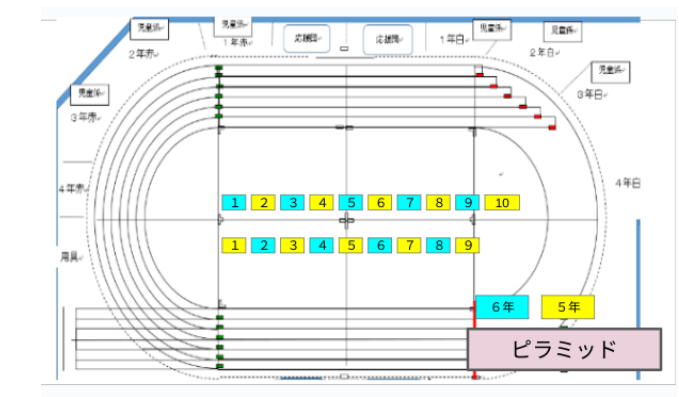 児童係
児童係
児童係
児童係
2年赤
1年赤
応援団
応援団
1年白
2年白
児童係
児童係
3年赤
3年白
4年赤
4年白
1 2 3 4 5 6 7 8 9 10
1 2 3 4 5 6 7 8 9
用具
6年
5年
ピラミッド